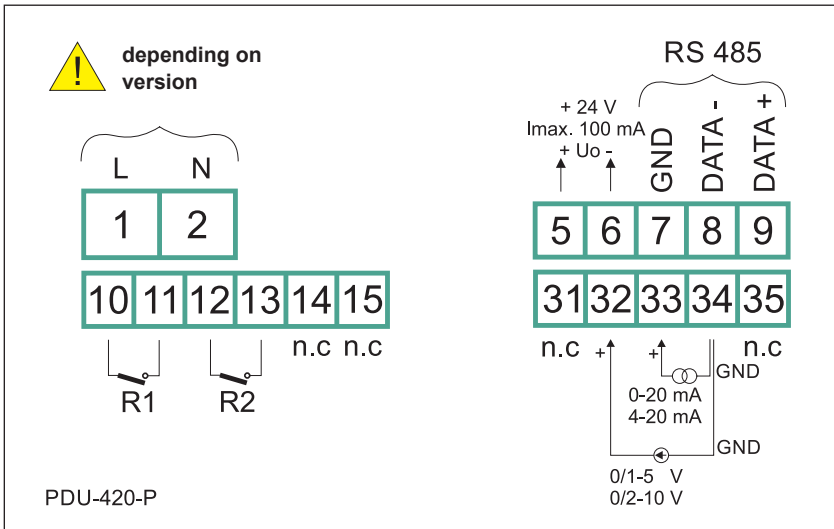 !
depending on
version
L N
1 2
10 11 12 13 14 15
n.c n.c
R1 R2
PDU-420-P
RS 485
+ 24 V
Imax. 100 mA
+ Uo -
GND
DATA -
DATA +
5 6 7 8 9
31 32 33 34 35
n.c + + n.c
GND
0-20 mA
4-20 mA
GND
0/1-5 V
0/2-10 V